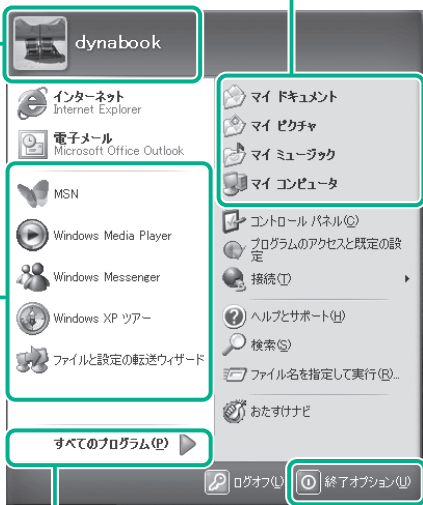 dynabook
インターネット
Internet Explorer
電子メール
Microsoft Office Outlook
MSN
Windows Media Player
Windows Messenger
Windows XP ツアー
ファイルと設定の転送ウィザード
すべてのプログラム(P)
マイ ドキュメント
マイ ピクチャ
マイ ミュージック
マイ コンピュータ
コントロール パネル(C)
プログラムのアクセスと既定の設
定
接続(T)
ヘルプとサポート(H)
検索(S)
ファイル名を指定して実行(R)...
おたすけナビ
ログオフ(L)
終了オプション(U)